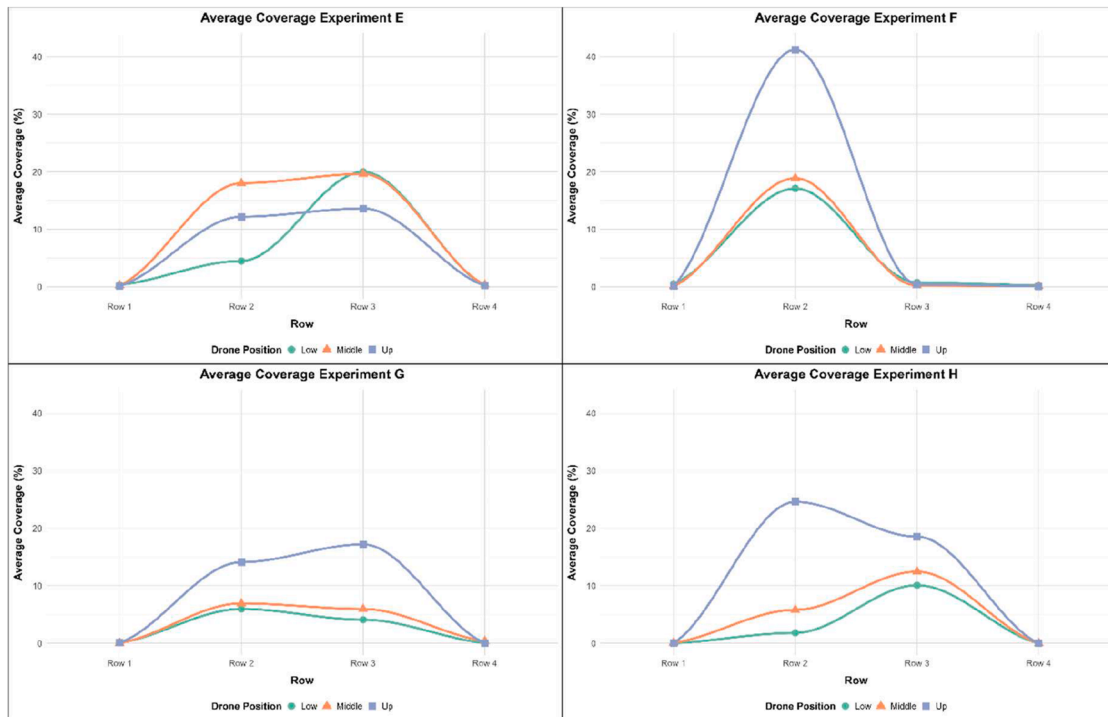 Average Coverage Experiment E
Average Coverage (%)
40
30
20
10
0
Row 1 Row 2 Row 3 Row 4
Row
Drone Position Low Middle Up
Average Coverage Experiment F
Average Coverage (%)
40
30
20
10
0
Row 1 Row 2 Row 3 Row 4
Row
Drone Position Low Middle Up
Average Coverage Experiment G
Average Coverage (%)
40
30
20
10
0
Row 1 Row 2 Row 3 Row 4
Row
Drone Position Low Middle Up
Average Coverage Experiment H
Average Coverage (%)
40
30
20
10
0
Row 1 Row 2 Row 3 Row 4
Row
Drone Position Low Middle Up